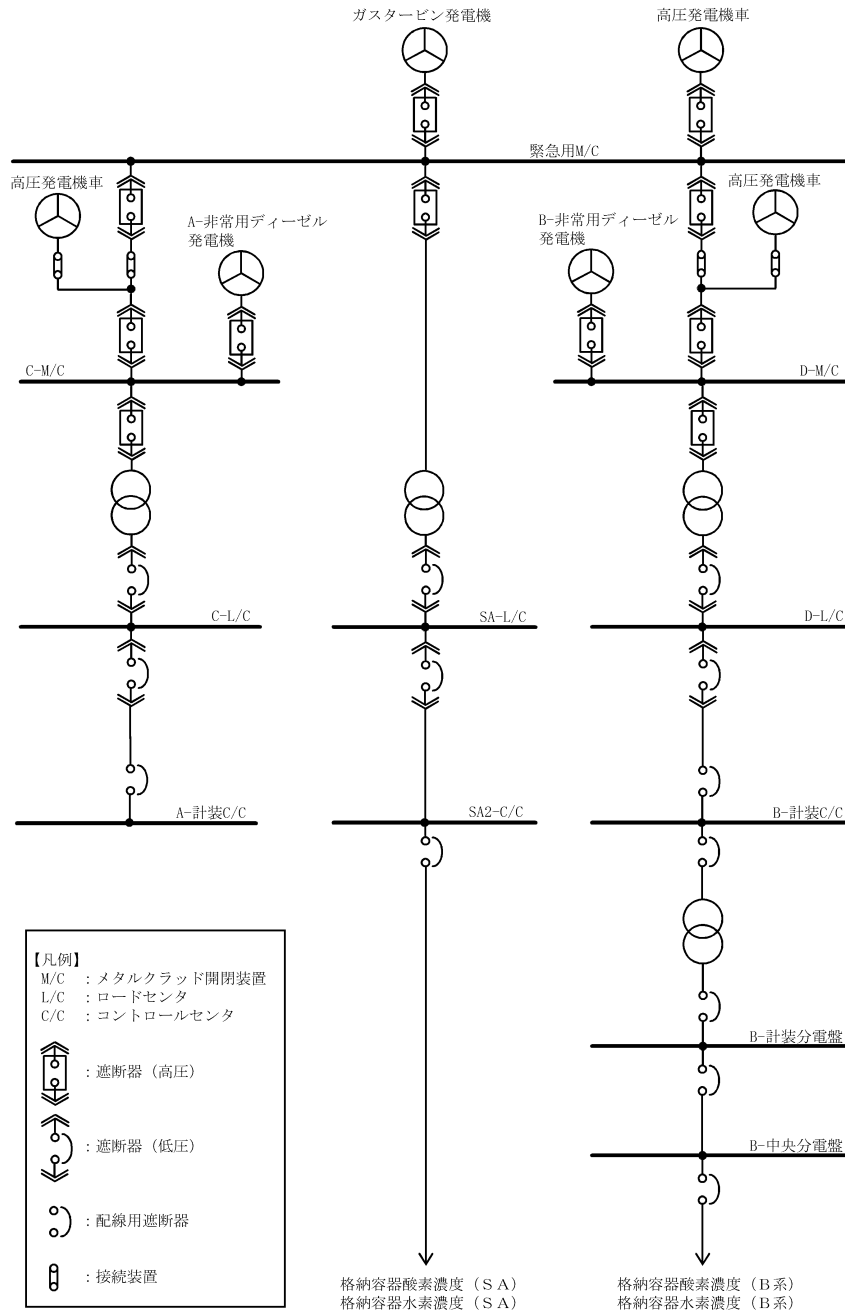 ガスタービン発電機
高圧発電機車
緊急用M/C
高圧発電機車
A-非常用ディーゼル
発電機
B-非常用ディーゼル
発電機
高圧発電機車
C-M/C
D-M/C
C-L/C
SA-L/C
D-L/C
A-計装C/C
SA2-C/C
B-計装C/C
【凡例】
M/C ：メタルクラッド開閉装置
L/C ：ロードセンタ
C/C ：コントロールセンタ
：遮断器（高圧）
：遮断器（低圧）
：配線用遮断器
：接続装置
B-計装分電盤
B-中央分電盤
格納容器酸素濃度（ＳＡ）
格納容器水素濃度（ＳＡ）
格納容器酸素濃度（Ｂ系）
格納容器水素濃度（Ｂ系）